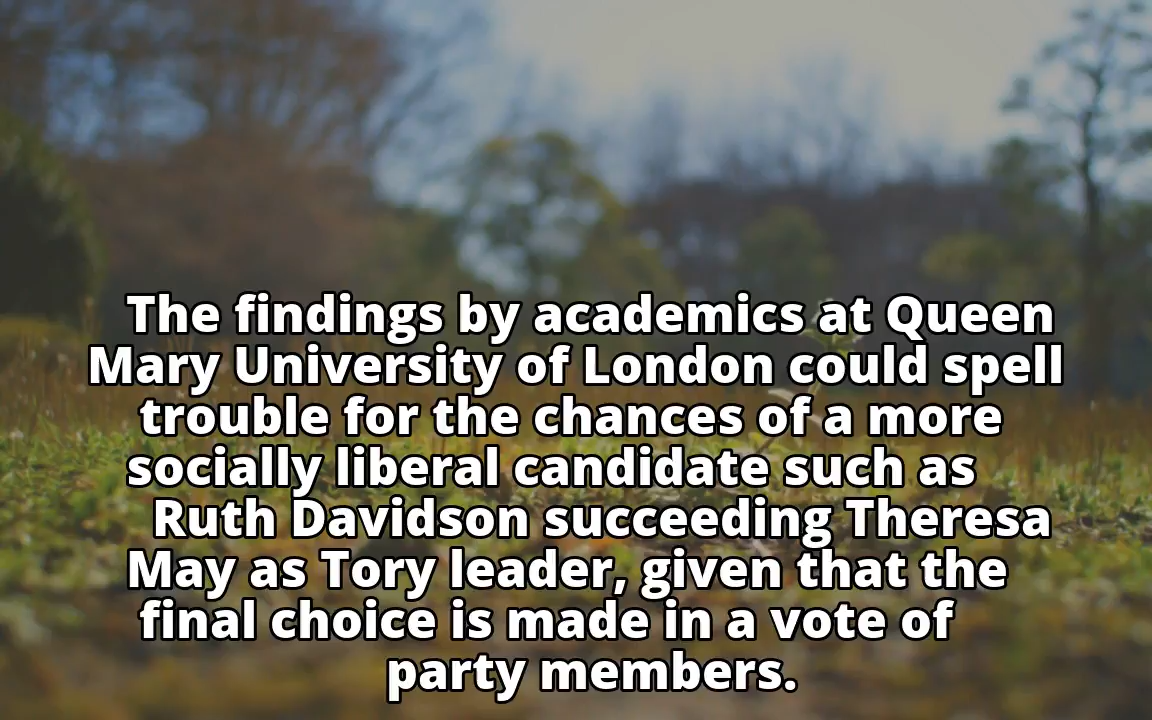 The findings by academics at Queen
Mary University of London could spell
trouble for the chances of a more
socially liberal candidate such as
Ruth Davidson succeeding Theresa
May as Tory leader, given that the
final choice is made in a vote of
party members.